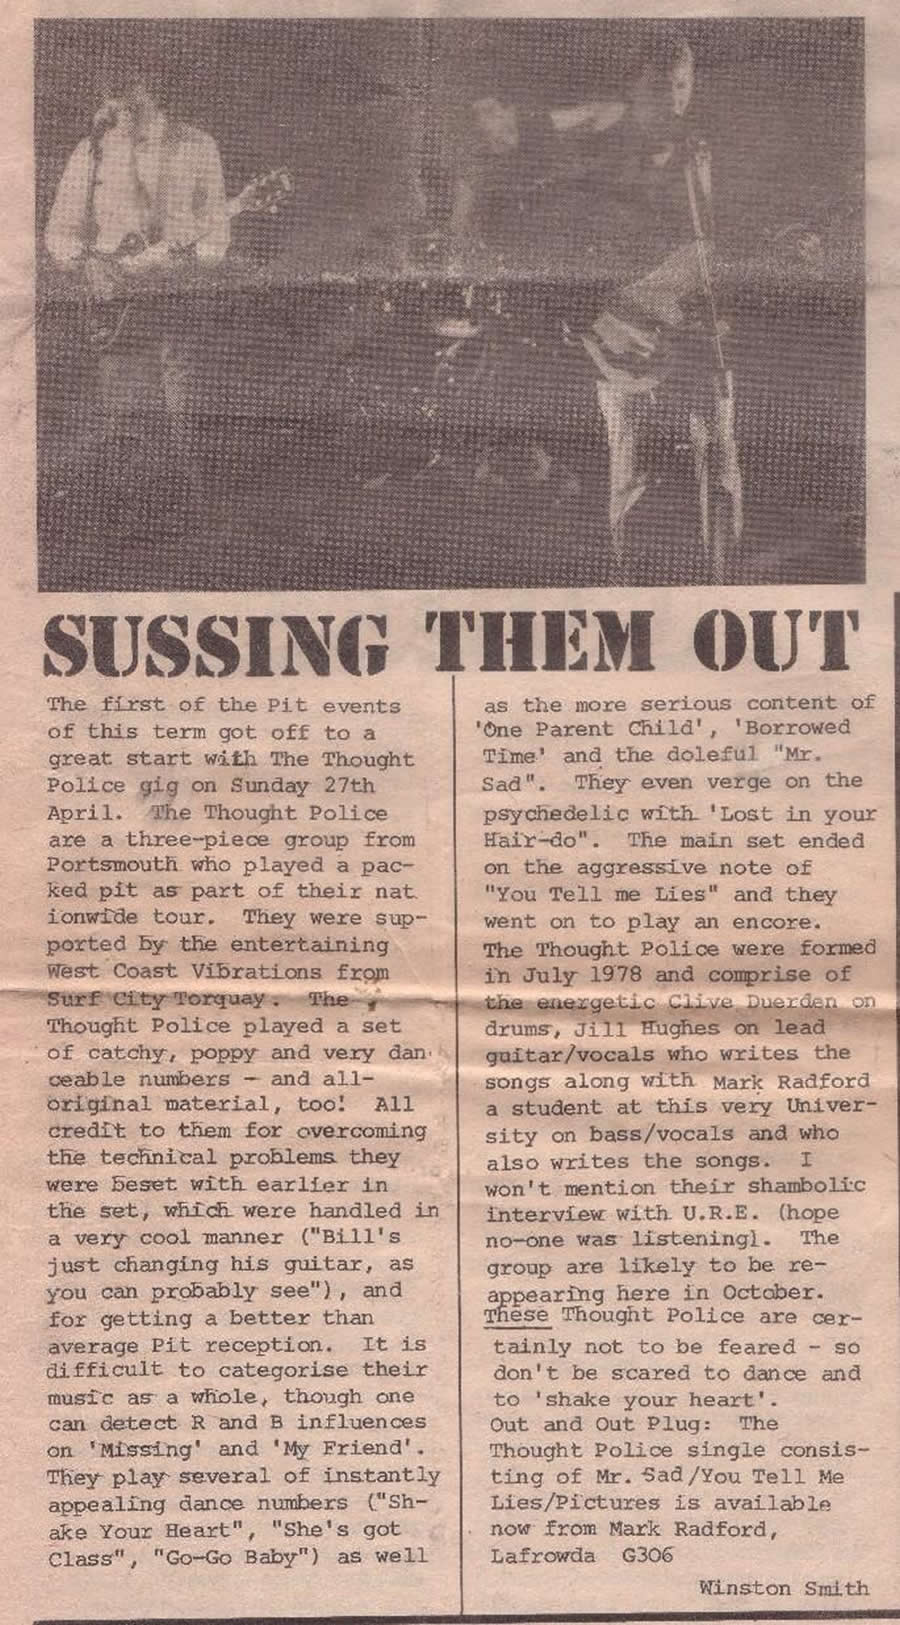 SUSSING THEM OUT
The first of the Pit events
of this term got off to a
great start with The Thought
Police gig on Sunday 27th
April. The Thought Police
are a three-piece group from
Portsmouth who played a pac-
ked pit as part of their nat
ionwide tour. They were sup-
ported by the entertaining
West Coast Vibrations from
Surf City Torquay. The
Thought Police played a set
of catchy, poppy and very dan-
ceable numbers - and all-
original material, too! All
credit to them for overcoming
the technical problems they
were beset with earlier in
the set, which were handled in
a very cool manner ("Bill's
just changing his guitar, as
you can probably see"), and
for getting a better than
average Pit reception. It is
difficult to categorise their
music as a whole, though one
can detect R and B influences
on 'Missing' and 'My Friend'.
They play several of instantly
appealing dance numbers ("Sh-
ake Your Heart", "She's got
Class", "Go-Go Baby") as well
as the more serious content of
'One Parent Child', 'Borrowed
Time' and the doleful "Mr.
Sad". They even verge on the
psychedelic with 'Lost in your
Hair-do". The main set ended
on the aggressive note of
"You Tell me Lies" and they
went on to play an encore.
The Thought Police were formed
in July 1978 and comprise of
the energetic Clive Duerden on
drums, Jill Hughes on lead
guitar/vocals who writes the
songs along with Mark Radford
a student at this very Univer-
sity on bass/vocals and who
also writes the songs. I
won't mention their shambolic
interview with U.R.E. (hope
no-one was listening). The
group are likely to be re-
appearing here in October.
These Thought Police are cer-
tainly not to be feared - so
don't be scared to dance and
to 'shake your heart'.
Out and Out Plug: The
Thought Police single consis-
ting of Mr. Sad/You Tell Me
Lies/Pictures is available
now from Mark Radford,
Lafrowda G306
Winston Smith